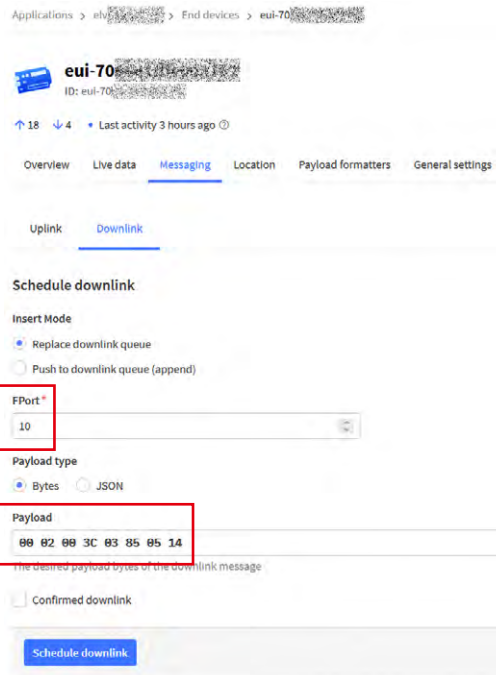 Applications > elv > End devices > eui-70
eui-70
ID: eui-70
↑ 18 ↓ 4 • Last activity 3 hours ago
Overview Live data Messaging Location Payload formatters General settings
Uplink Downlink
Schedule downlink
Insert Mode
Replace downlink queue
Push to downlink queue (append)
FPort *
10
Payload type
Bytes JSON
Payload
00 02 00 3C 03 85 05 14
The desired payload bytes of the downlink message
Confirmed downlink
Schedule downlink